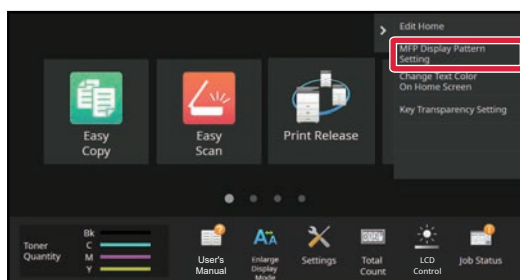 Edit Home
MFP Display Pattern
Setting
Change Text Color
On Home Screen
Key Transparency Setting
Easy
Copy
Easy
Scan
Print Release
Toner
Quantity
Bk
C
M
Y
User's
Manual
Enlarge
Display
Mode
Settings
Total
Count
LCD
Control
Job Status